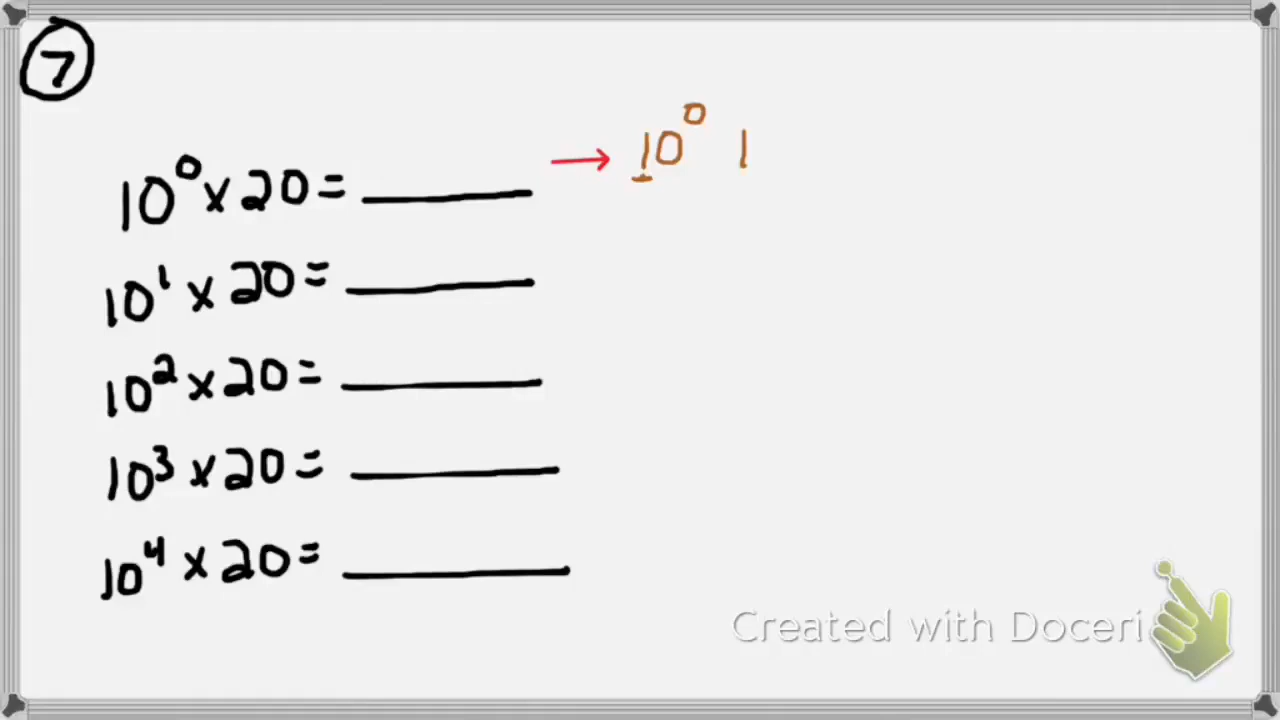 7
10⁰ x 20 = ______ → 10⁰ 1
10¹ x 20 = ______
10² x 20 = ______
10³ x 20 = ______
10⁴ x 20 = ______
Created with Doceri